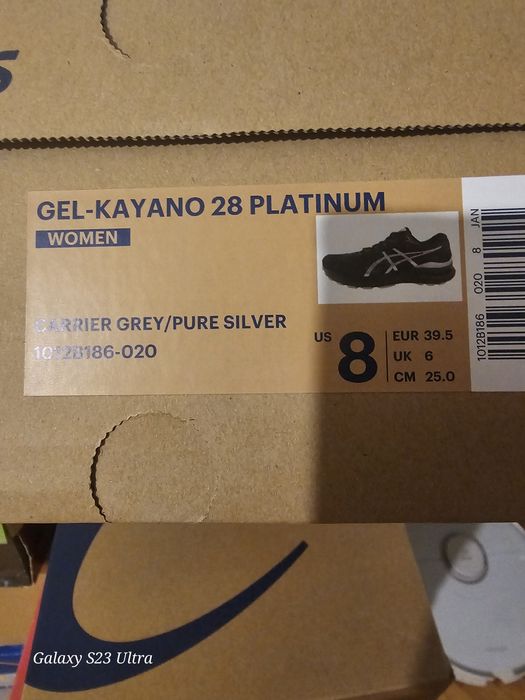 s
GEL-KAYANO 28 PLATINUM
WOMEN
CARRIER GREY/PURE SILVER
1012B186-020
US 8
EUR 39.5
UK 6
CM 25.0
1012B186 020 8 JAN
Galaxy S23 Ultra